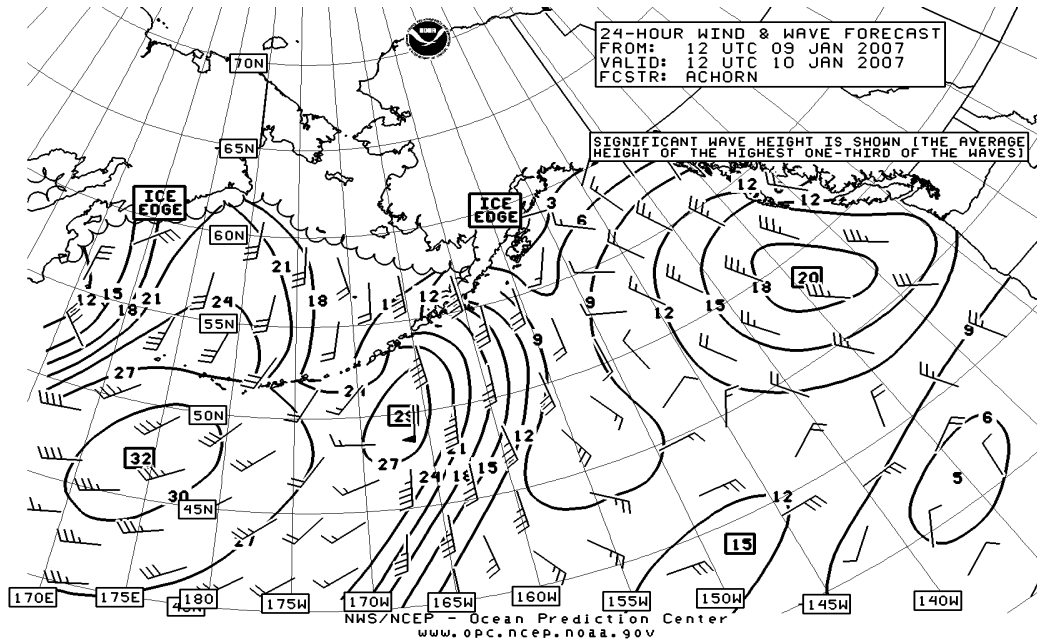 24-HOUR WIND & WAVE FORECAST
FROM: 12 UTC 09 JAN 2007
VALID: 12 UTC 10 JAN 2007
FCSTR: ACHORN
NOAA
70N
SIGNIFICANT WAVE HEIGHT IS SHOWN [THE AVERAGE
HEIGHT OF THE HIGHEST ONE-THIRD OF THE WAVES]
65N
12
ICE
EDGE
ICE
EDGE
3
12
6
60N
21
20
12
15
21
24
18
12
18
18
9
12
15
55N
9
9
27
50N
6
32
27
12
24
15
5
30
45N
12
15
170E
175E
180
175W
170W
165W
160W
155W
150W
145W
140W
NWS/NCEP - Ocean Prediction Center
www.opc.ncep.noaa.gov